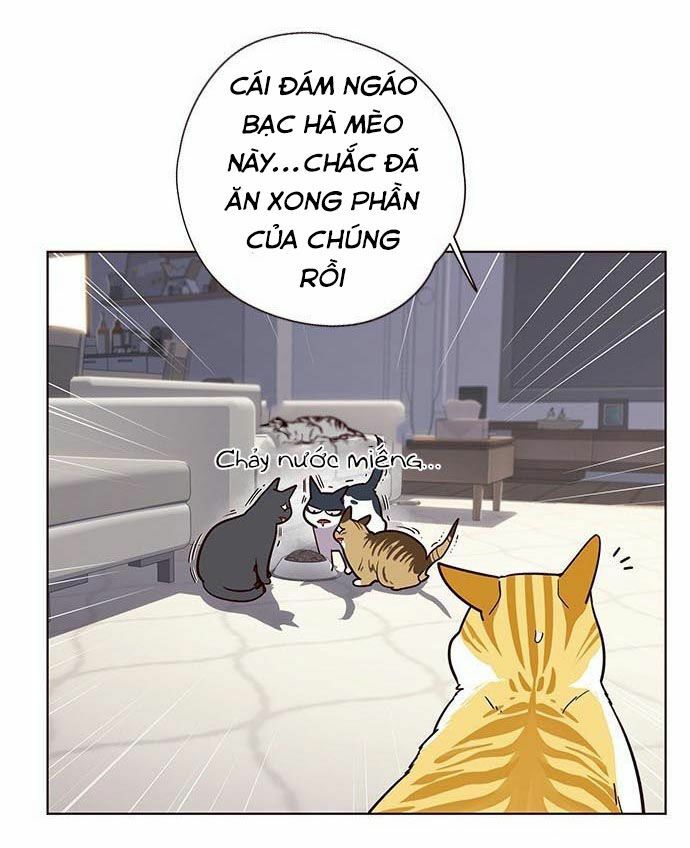 CÁI ĐÁM NGÁO
BẠC HÀ MÈO
NÀY...CHẮC ĐÃ
ĂN XONG PHẦN
CỦA CHÚNG
RỒI
Chảy nước miếng...